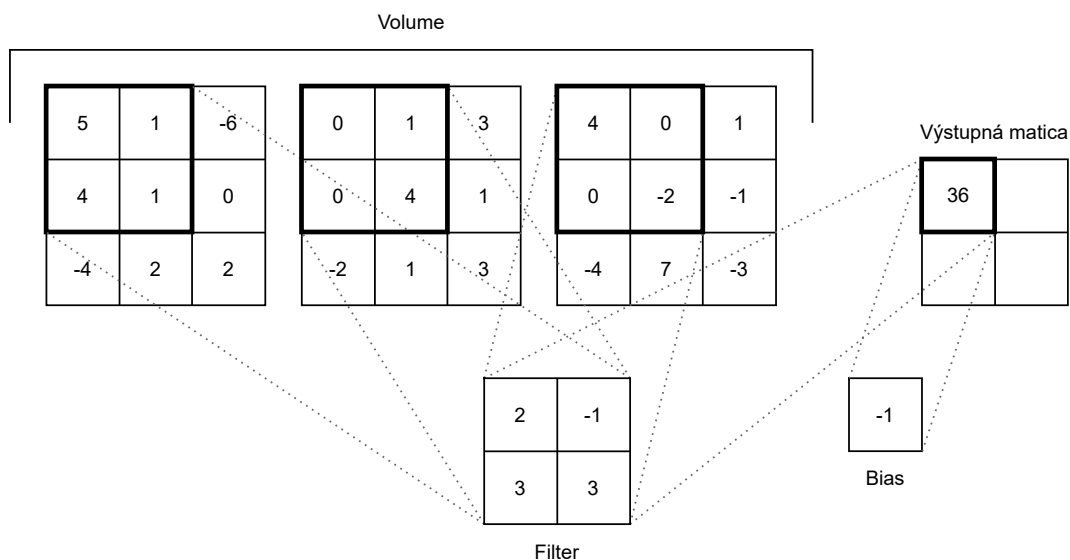 Volume
5 1 -6 0 1 3 4 0 1
Výstupná matica
4 1 0 0 4 1 0 -2 -1 36
-4 2 2 -2 1 3 -4 7 -3
2 -1 -1
3 3
Bias
Filter